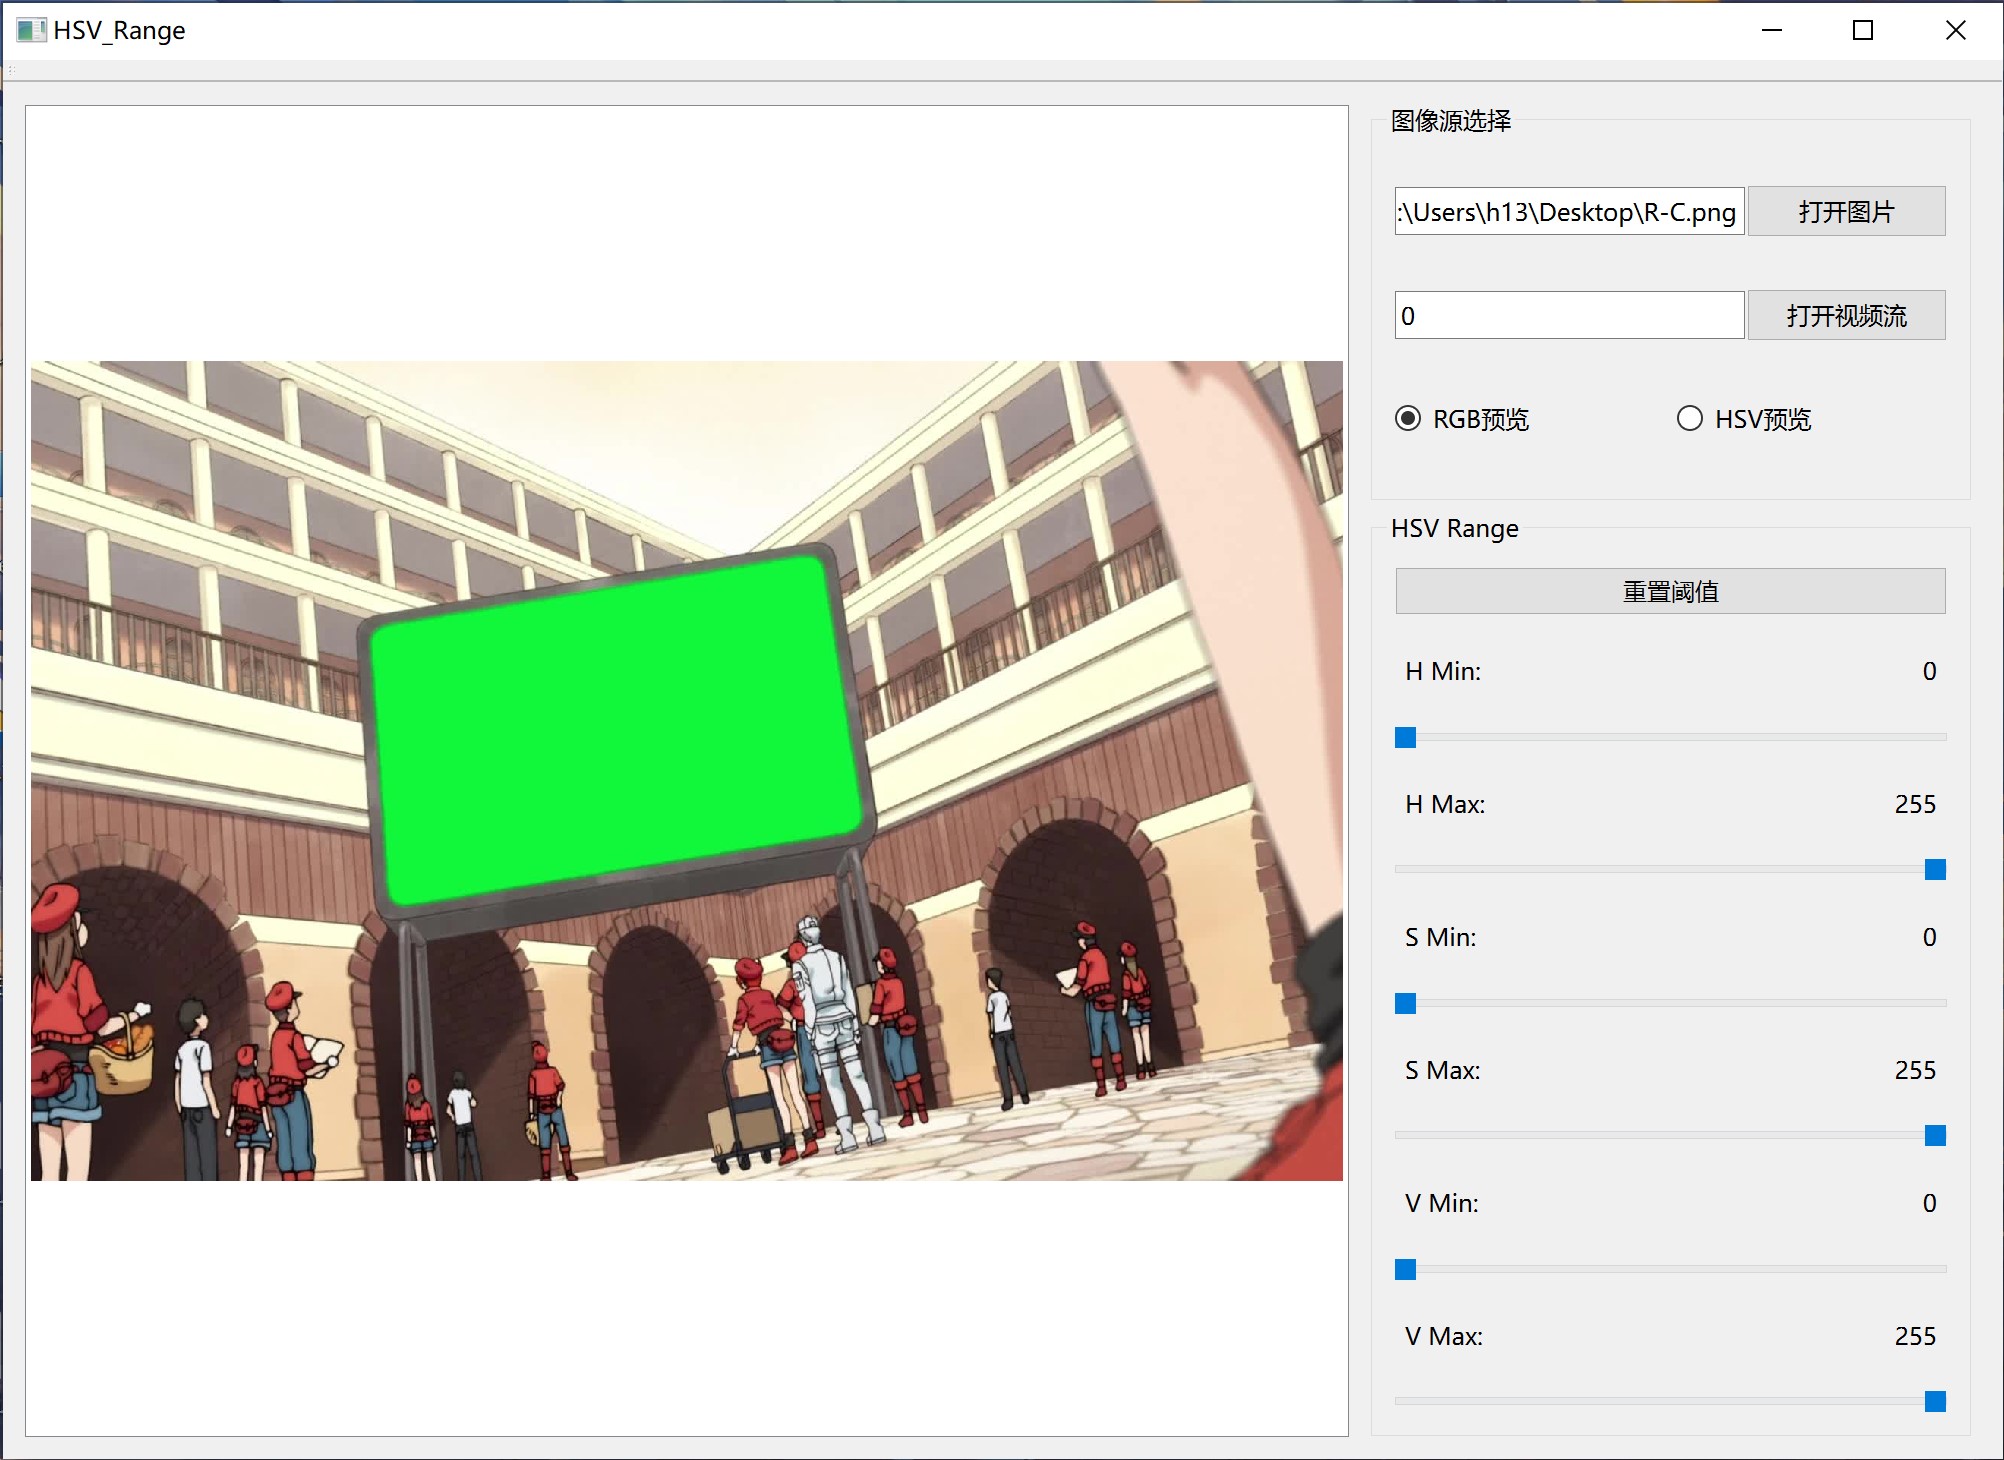 HSV_Range
图像源选择
:\Users\h13\Desktop\R-C.png
打开图片
0
打开视频流
RGB预览
HSV预览
HSV Range
重置阈值
H Min:
0
H Max:
255
S Min:
0
S Max:
255
V Min:
0
V Max:
255